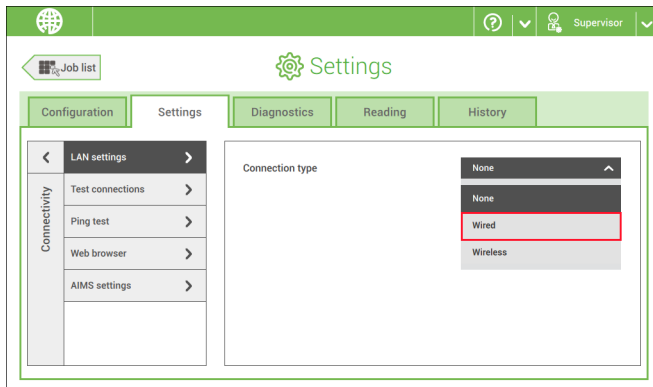 Supervisor
Job list
Settings
Configuration
Settings
Diagnostics
Reading
History
Connectivity
LAN settings
Test connections
Ping test
Web browser
AIMS settings
Connection type
None
None
Wired
Wireless